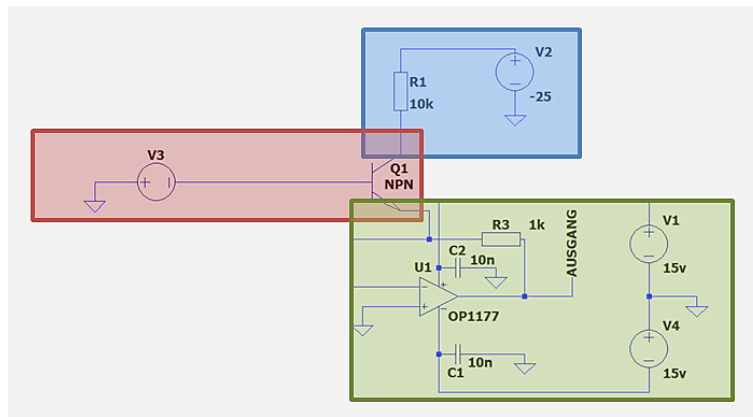 V2
R1
10k
-25
V3
Q1
NPN
R3 1k
V1
C2
10n
U1
15v
AUSGANG
OP1177
V4
C1
10n
15v